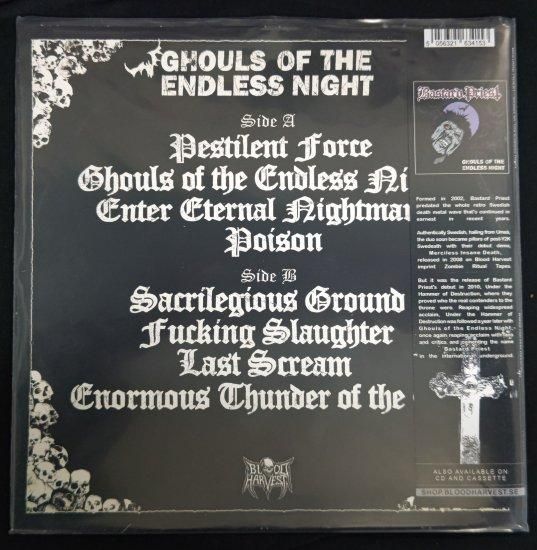 GHOULS OF THE
ENDLESS NIGHT
Side A
Pestilent Force
Ghouls of the Endless Ni
Enter Eternal Nightmar
Poison
Side B
Sacrilegious Ground
Fucking Slaughter
Last Scream
Enormous Thunder of the
BLOOD
HARVEST
5 056321 634153
Bastard Priest
GHOULS OF THE
ENDLESS NIGHT
Formed in 2002, Bastard Priest
predated the whole retro Swedish
death metal wave that's continued in
earnest in recent years.
Authentically Swedish, hailing from Umeå,
the duo soon became pillars of post-Y2K
Swedeath with their debut demo,
Merciless Insane Death,
released in 2008 on Blood Harvest
imprint Zombie Ritual Tapes.
But it was the release of Bastard
Priest's debut in 2010, Under the
Hammer of Destruction, where they
proved who the real contenders to the
throne were. Reaping widespread
acclaim, Under the Hammer of
Destruction was followed a year later with
Ghouls of the Endless Night,
once again reaping acclaim with fans
and critics and cementing the name
Bastard Priest
in the international underground.
ALSO AVAILABLE ON
CD AND CASSETTE
SHOP.BLOODHARVEST.SE